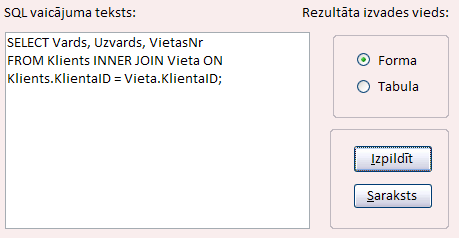 SQL vaicājuma teksts:
Rezultāta izvades vieds:
SELECT Vards, Uzvards, VietasNr
FROM Klients INNER JOIN Vieta ON
Klients.KlientaID = Vieta.KlientaID;
Forma
Tabula
Izpildīt
Saraksts